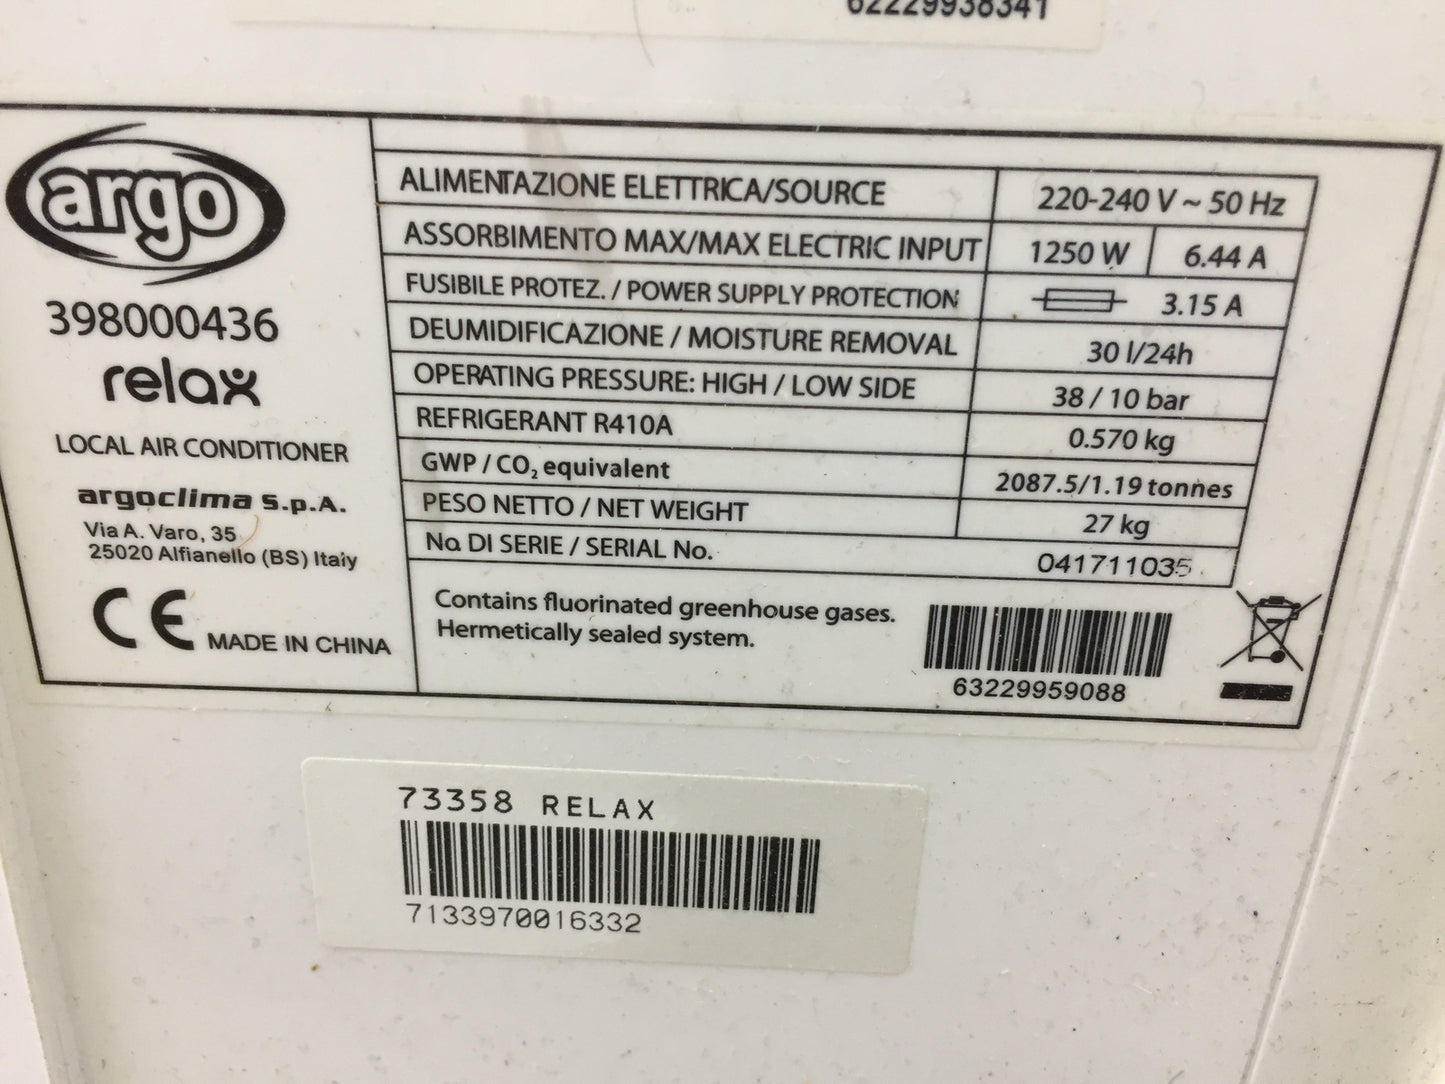 62229938341
argo
398000436
relax
LOCAL AIR CONDITIONER
argoclima S.p.A.
Via A. Varo, 35
25020 Alfianello (BS) Italy
CE MADE IN CHINA
ALIMENTAZIONE ELETTRICA/SOURCE 220-240 V ~ 50 Hz
ASSORBIMENTO MAX/MAX ELECTRIC INPUT 1250 W 6.44 A
FUSIBILE PROTEZ. / POWER SUPPLY PROTECTION 3.15 A
DEUMIDIFICAZIONE / MOISTURE REMOVAL 30 l/24h
OPERATING PRESSURE: HIGH / LOW SIDE 38 / 10 bar
REFRIGERANT R410A 0.570 kg
GWP / CO₂ equivalent 2087.5/1.19 tonnes
PESO NETTO / NET WEIGHT 27 kg
No. DI SERIE / SERIAL No. 041711035
Contains fluorinated greenhouse gases.
Hermetically sealed system.
63229959088
73358 RELAX
7133970016332